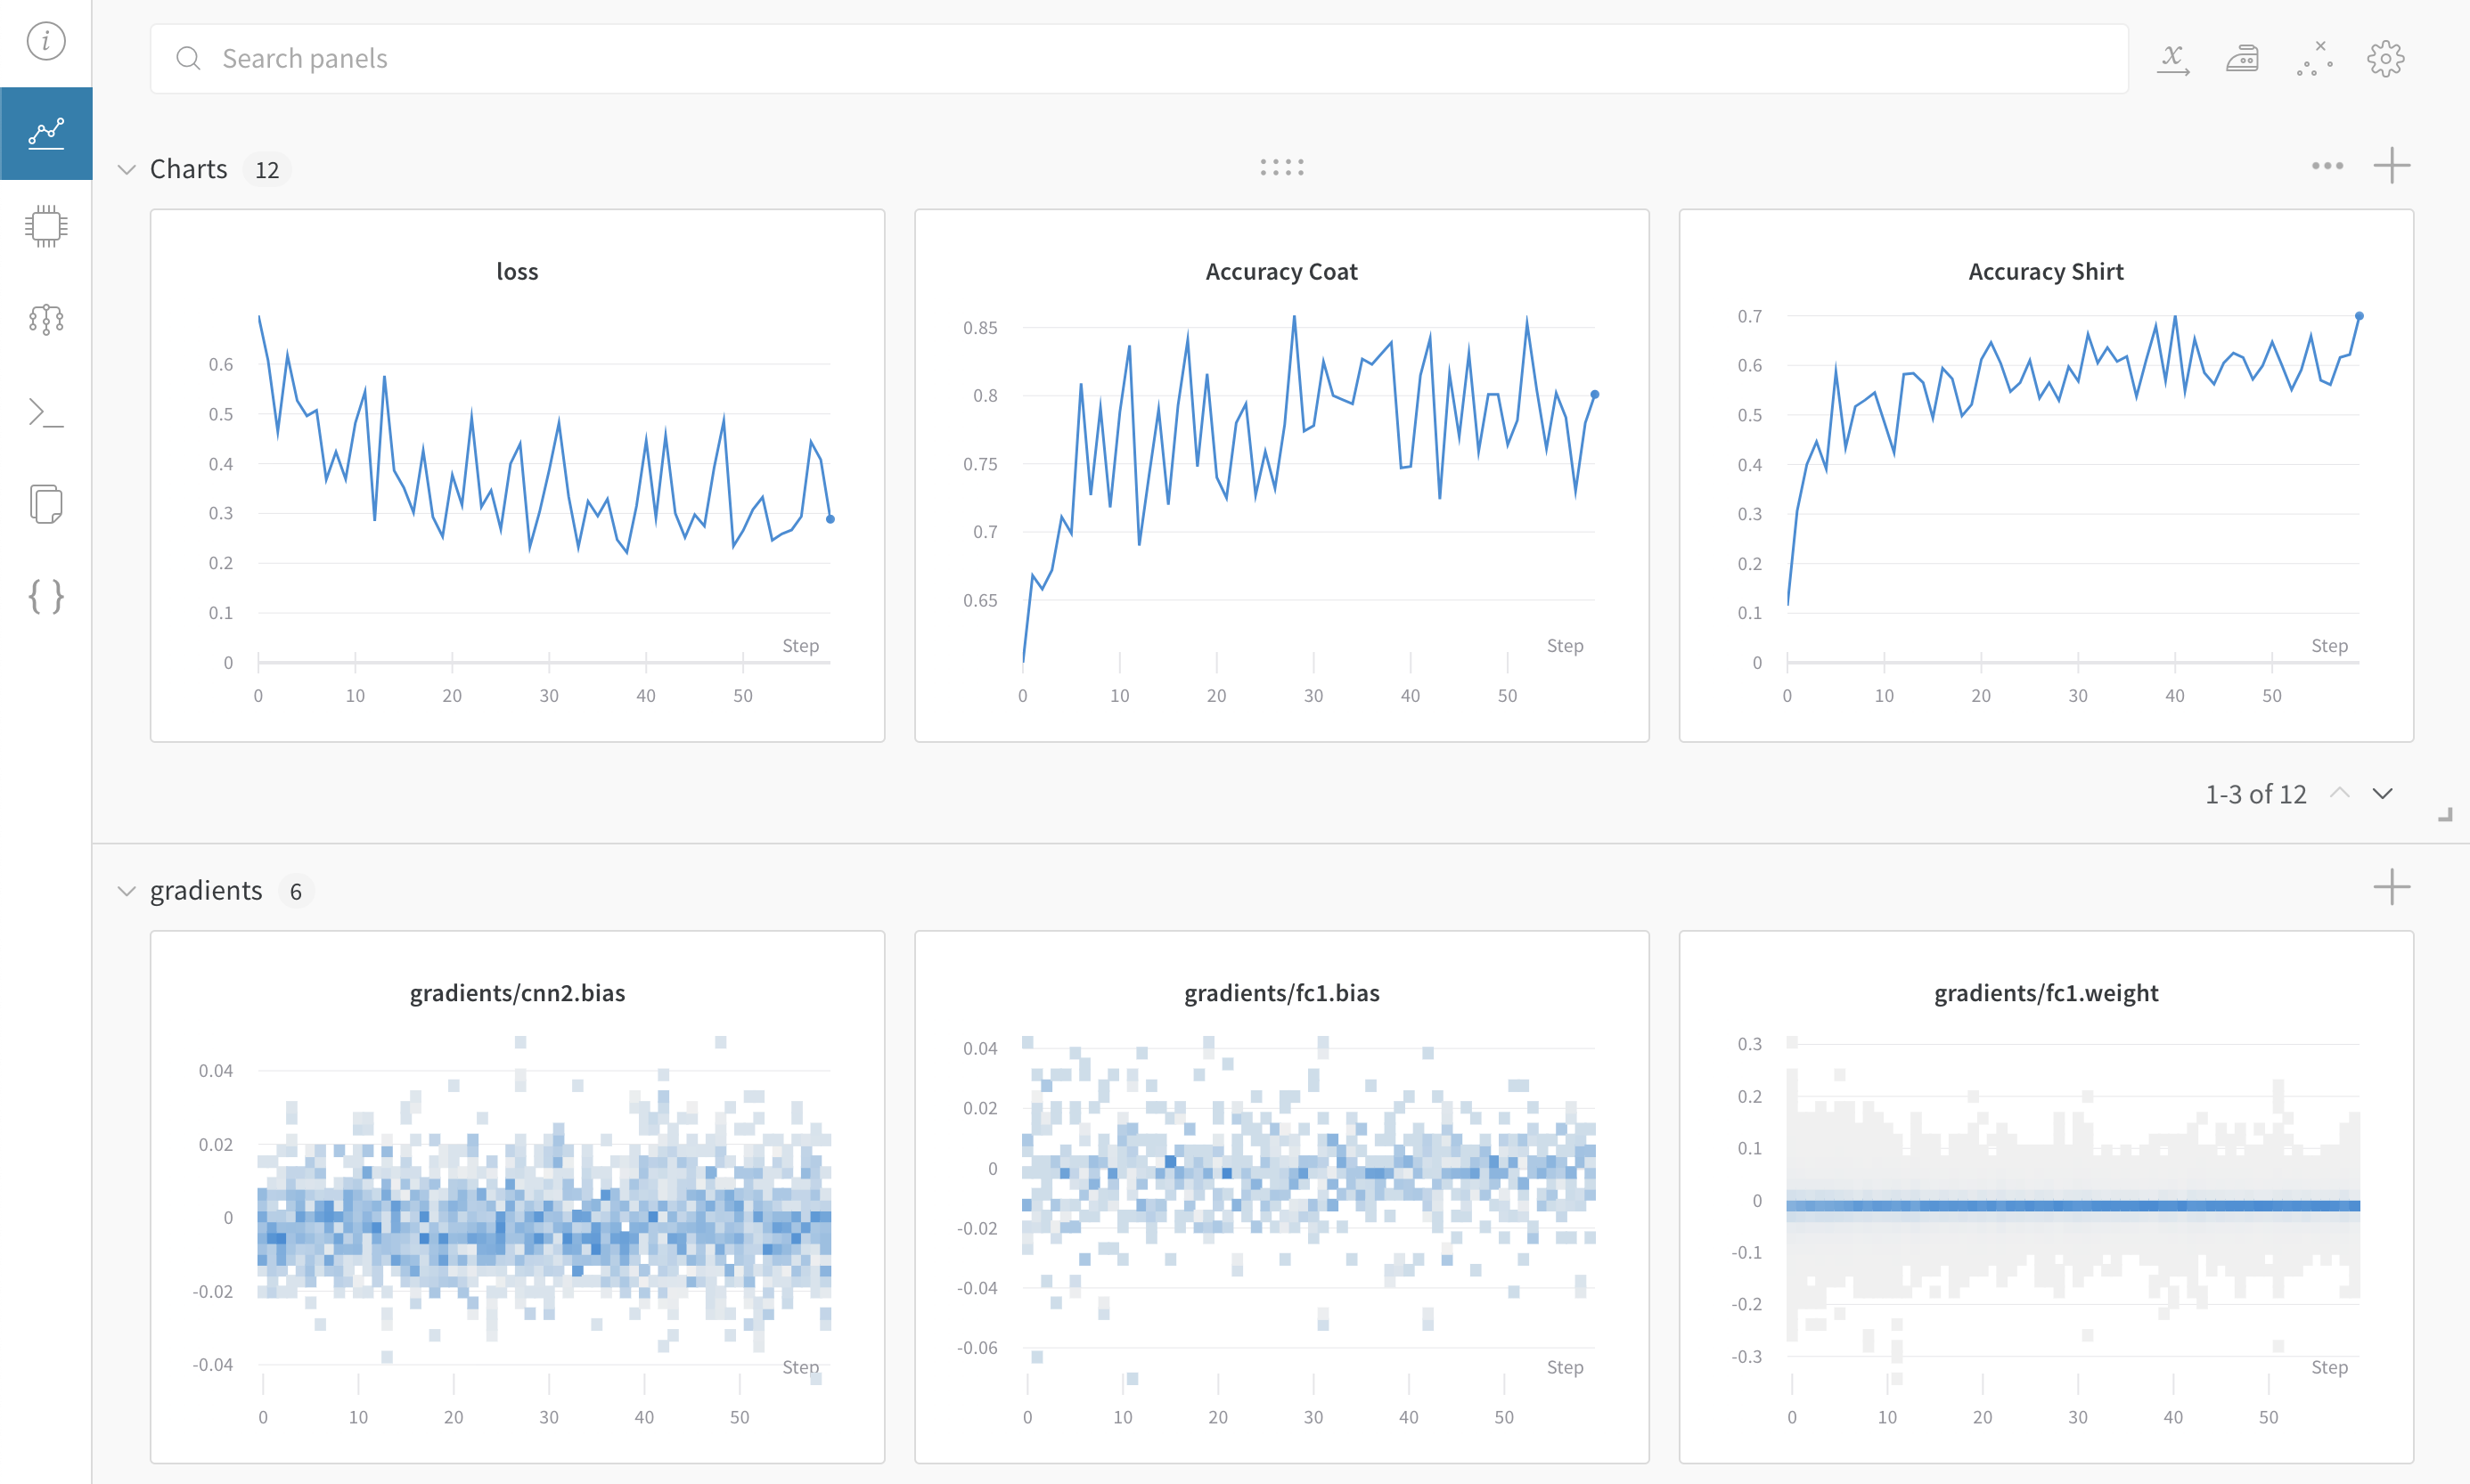 i
Search panels
x
Charts 12
loss
0.6
0.5
0.4
0.3
0.2
0.1
0
Step
0 10 20 30 40 50
Accuracy Coat
0.85
0.8
0.75
0.7
0.65
Step
0 10 20 30 40 50
Accuracy Shirt
0.7
0.6
0.5
0.4
0.3
0.2
0.1
0
Step
0 10 20 30 40 50
1-3 of 12
gradients 6
gradients/cnn2.bias
0.04
0.02
0
-0.02
-0.04
Step
0 10 20 30 40 50
gradients/fc1.bias
0.04
0.02
0
-0.02
-0.04
-0.06
Step
0 10 20 30 40 50
gradients/fc1.weight
0.3
0.2
0.1
0
-0.1
-0.2
-0.3
Step
0 10 20 30 40 50